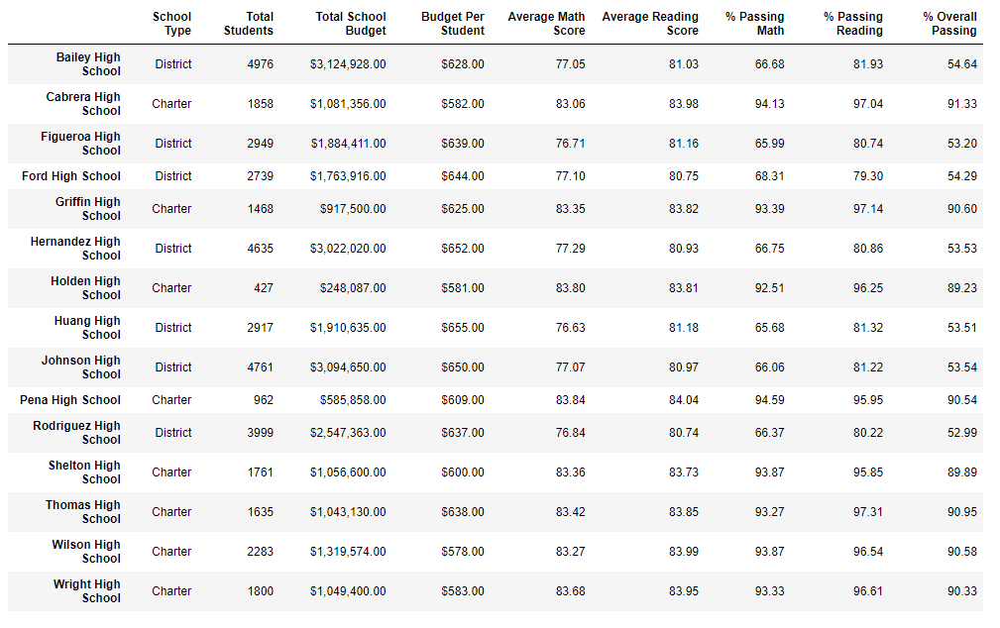 School Type Total Students Total School Budget Budget Per Student Average Math Score Average Reading Score % Passing Math % Passing Reading % Overall Passing
Bailey High School District 4976 $3,124,928.00 $628.00 77.05 81.03 66.68 81.93 54.64
Cabrera High School Charter 1858 $1,081,356.00 $582.00 83.06 83.98 94.13 97.04 91.33
Figueroa High School District 2949 $1,884,411.00 $639.00 76.71 81.16 65.99 80.74 53.20
Ford High School District 2739 $1,763,916.00 $644.00 77.10 80.75 68.31 79.30 54.29
Griffin High School Charter 1468 $917,500.00 $625.00 83.35 83.82 93.39 97.14 90.60
Hernandez High School District 4635 $3,022,020.00 $652.00 77.29 80.93 66.75 80.86 53.53
Holden High School Charter 427 $248,087.00 $581.00 83.80 83.81 92.51 96.25 89.23
Huang High School District 2917 $1,910,635.00 $655.00 76.63 81.18 65.68 81.32 53.51
Johnson High School District 4761 $3,094,650.00 $650.00 77.07 80.97 66.06 81.22 53.54
Pena High School Charter 962 $585,858.00 $609.00 83.84 84.04 94.59 95.95 90.54
Rodriguez High School District 3999 $2,547,363.00 $637.00 76.84 80.74 66.37 80.22 52.99
Shelton High School Charter 1761 $1,056,600.00 $600.00 83.36 83.73 93.87 95.85 89.89
Thomas High School Charter 1635 $1,043,130.00 $638.00 83.42 83.85 93.27 97.31 90.95
Wilson High School Charter 2283 $1,319,574.00 $578.00 83.27 83.99 93.87 96.54 90.58
Wright High School Charter 1800 $1,049,400.00 $583.00 83.68 83.95 93.33 96.61 90.33